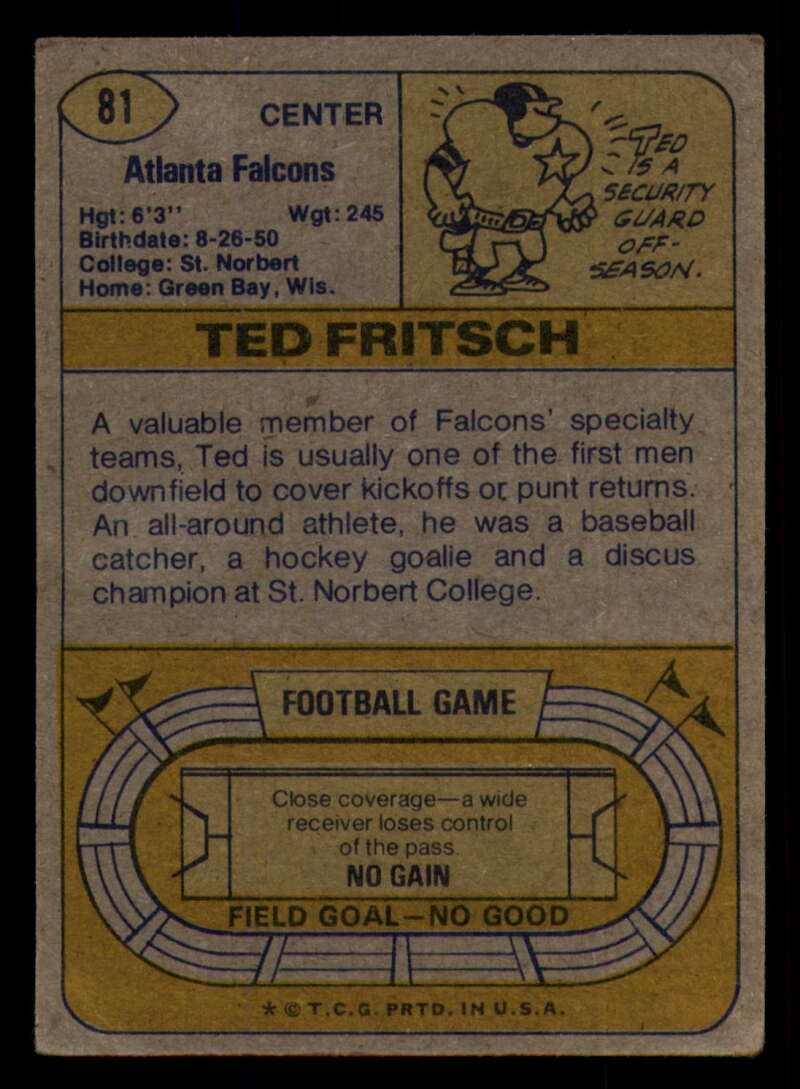 81
CENTER
Atlanta Falcons
Hgt: 6'3'' Wgt: 245
Birthdate: 8-26-50
College: St. Norbert
Home: Green Bay, Wis.
TED
IS A
SECURITY
GUARD
OFF-
SEASON.
TED FRITSCH
A valuable member of Falcons' specialty
teams, Ted is usually one of the first men
downfield to cover kickoffs or punt returns.
An all-around athlete, he was a baseball
catcher, a hockey goalie and a discus
champion at St. Norbert College.
FOOTBALL GAME
Close coverage—a wide
receiver loses control
of the pass.
NO GAIN
FIELD GOAL—NO GOOD
* © T.C.G. PRTD. IN U.S.A.